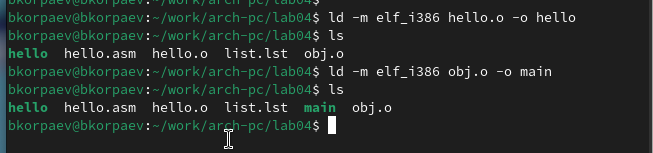 bkorpaev@bkorpaev:~/work/arch-pc/lab04$ ld -m elf_i386 hello.o -o hello
bkorpaev@bkorpaev:~/work/arch-pc/lab04$ ls
hello  hello.asm  hello.o  list.lst  obj.o
bkorpaev@bkorpaev:~/work/arch-pc/lab04$ ld -m elf_i386 obj.o -o main
bkorpaev@bkorpaev:~/work/arch-pc/lab04$ ls
hello  hello.asm  hello.o  list.lst  main  obj.o
bkorpaev@bkorpaev:~/work/arch-pc/lab04$